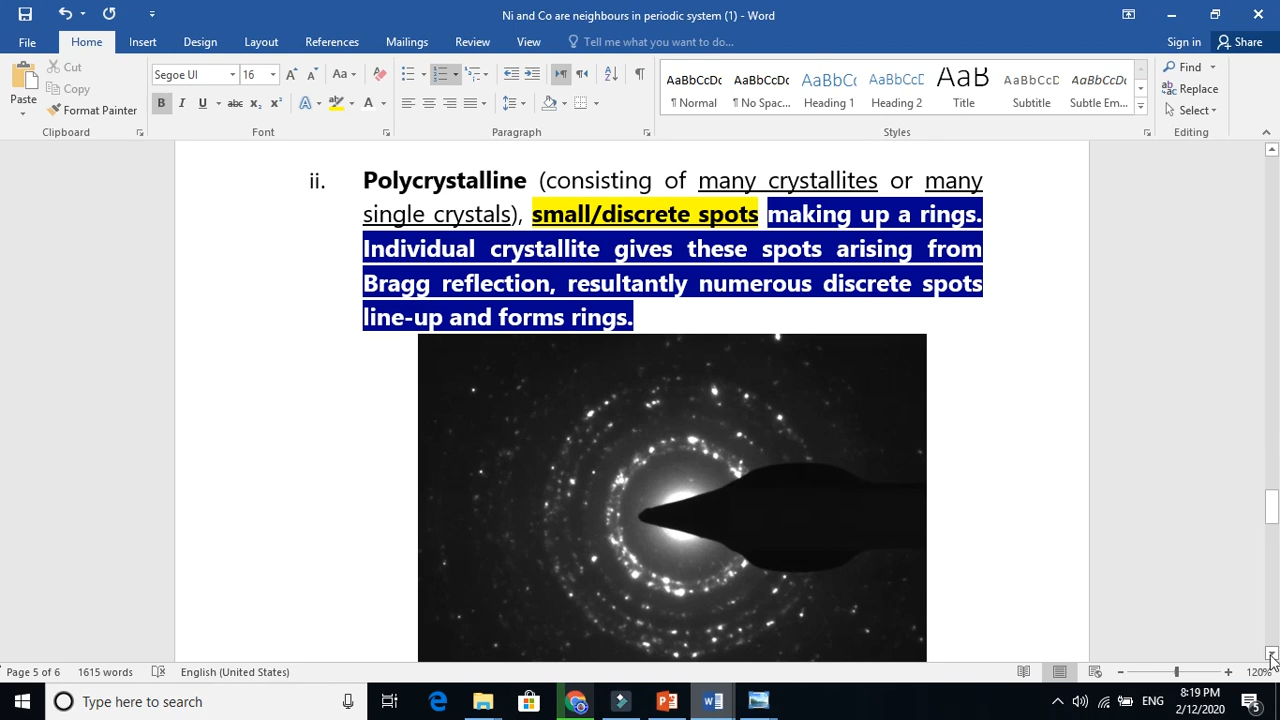 Ni and Co are neighbours in periodic system (1) - Word
File Home Insert Design Layout References Mailings Review View Tell me what you want to do... Sign in Share
Cut
Copy
Format Painter
Paste
Clipboard
Segoe UI 16
Font
Paragraph
AaBbCcDc AaBbCcDc AaBbC AaBbCcE AaB AaBbCcD AaBbCcD
¶ Normal ¶ No Spac... Heading 1 Heading 2 Title Subtitle Subtle Em...
Styles
Find
Replace
Select
Editing
ii. Polycrystalline (consisting of many crystallites or many
single crystals), small/discrete spots making up a rings.
Individual crystallite gives these spots arising from
Bragg reflection, resultantly numerous discrete spots
line-up and forms rings.
Page 5 of 6 1615 words English (United States) 120%
Type here to search
ENG
8:19 PM
2/12/2020
5